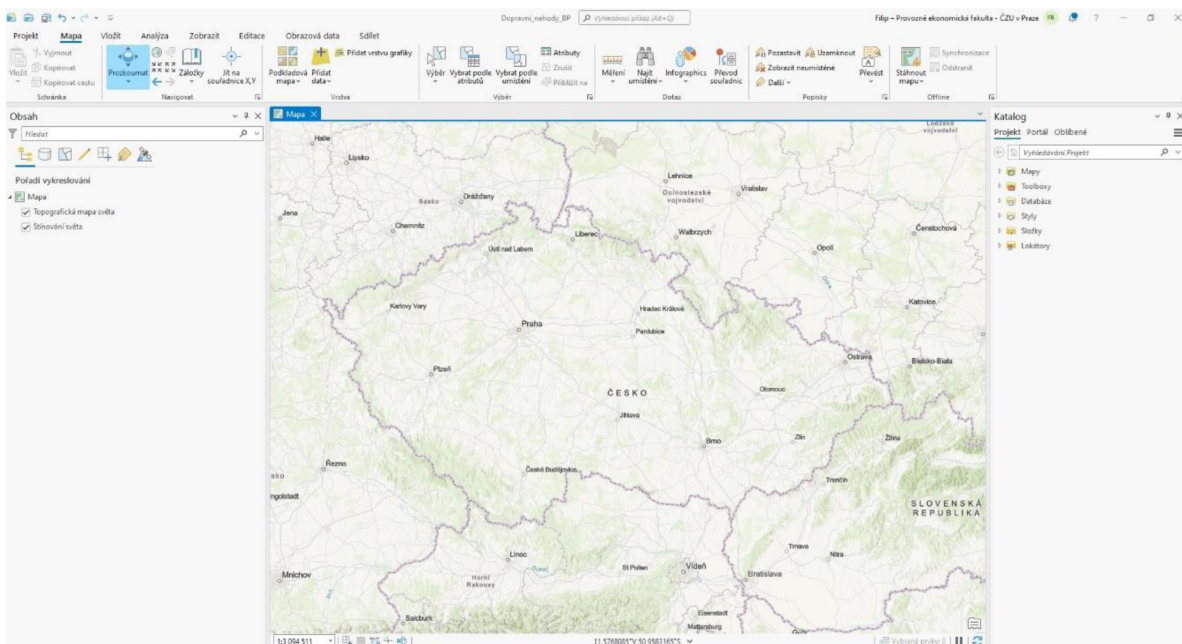 Dopravni_nehody_BP
Vyhledávací příkaz (Alt+Q)
Filip – Provozně ekonomická fakulta - ČZU v Praze
FB
?
Projekt Mapa Vložit Analýza Zobrazit Editace Obrazová data Sdílet
Vložit
Vyjmout
Kopírovat
Kopírovat cestu
Schránka
Prozkoumat
Záložky
Jít na
souřadnice X,Y
Navigovat
Podkladová
mapa
Přidat
data
Přidat vrstvu grafiky
Vrstva
Výběr
Vybrat podle
atributů
Vybrat podle
umístění
Atributy
Zrušit
Přiblížit na
Výběr
Měření
Najít
umístění
Infographics
Převod
souřadnic
Dotaz
Pozastavit
Uzamknout
Zobrazit neumístěné
Další
Převést
Popisky
Stáhnout
mapu
Synchronizace
Odstranit
Offline
Obsah
Hledat
Pořadí vykreslování
Mapa
Topografická mapa světa
Stínování světa
Mapa
Halle
Lipsko
Lodžské
vojvodství
Lehnice
Dolnoslezské
vojvodství
Vratislav
Sasko
Drážďany
Jena
Chemnitz
Liberec
Wałbrzych
Čenstochová
Ústí nad Labem
Opolí
Karlovy Vary
Hradec Králové
Katovice
Praha
Pardubice
Ostrava
Bielsko-Biała
Plzeň
Olomouc
ČESKO
Jihlava
Brno
Zlín
Žilina
Řezno
sko
České Budějovice
Trenčín
ngolstadt
SLOVENSKÁ
REPUBLIKA
Linec
Trnava
Nitra
Mnichov
Horní
Rakousy
St Pölten
Vídeň
Bratislava
Salcburk
Eisenstadt
Mattersburg
1:3 094 511
11,5768085°V 50,9583165°S
Vybrané prvky: 0
Katalog
Projekt Portál Oblíbené
Vyhledávání Projekt
Mapy
Toolboxy
Databáze
Styly
Složky
Lokátory